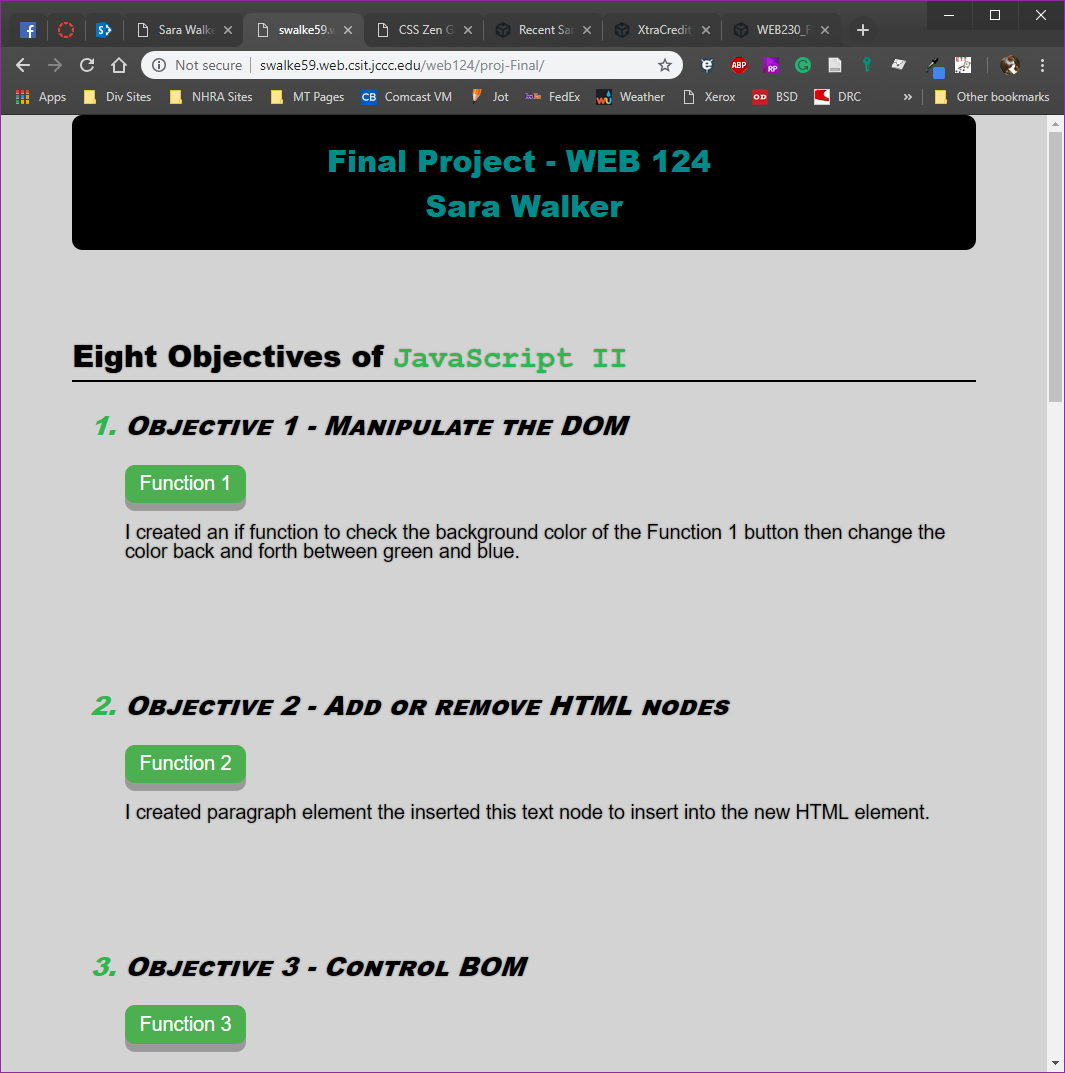 Sara Walke
swalke59.w
CSS Zen G
Recent Sa
XtraCredit
WEB230_F
Not secure | swalke59.web.csit.jccc.edu/web124/proj-Final/
ABP
RP
Apps
Div Sites
NHRA Sites
MT Pages
CB Comcast VM
Jot
FedEx
Weather
Xerox
OD BSD
DRC
»
Other bookmarks
Final Project - WEB 124
Sara Walker
Eight Objectives of JavaScript II
1. Objective 1 - Manipulate the DOM
Function 1
I created an if function to check the background color of the Function 1 button then change the
color back and forth between green and blue.
2. Objective 2 - Add or remove HTML nodes
Function 2
I created paragraph element the inserted this text node to insert into the new HTML element.
3. Objective 3 - Control BOM
Function 3